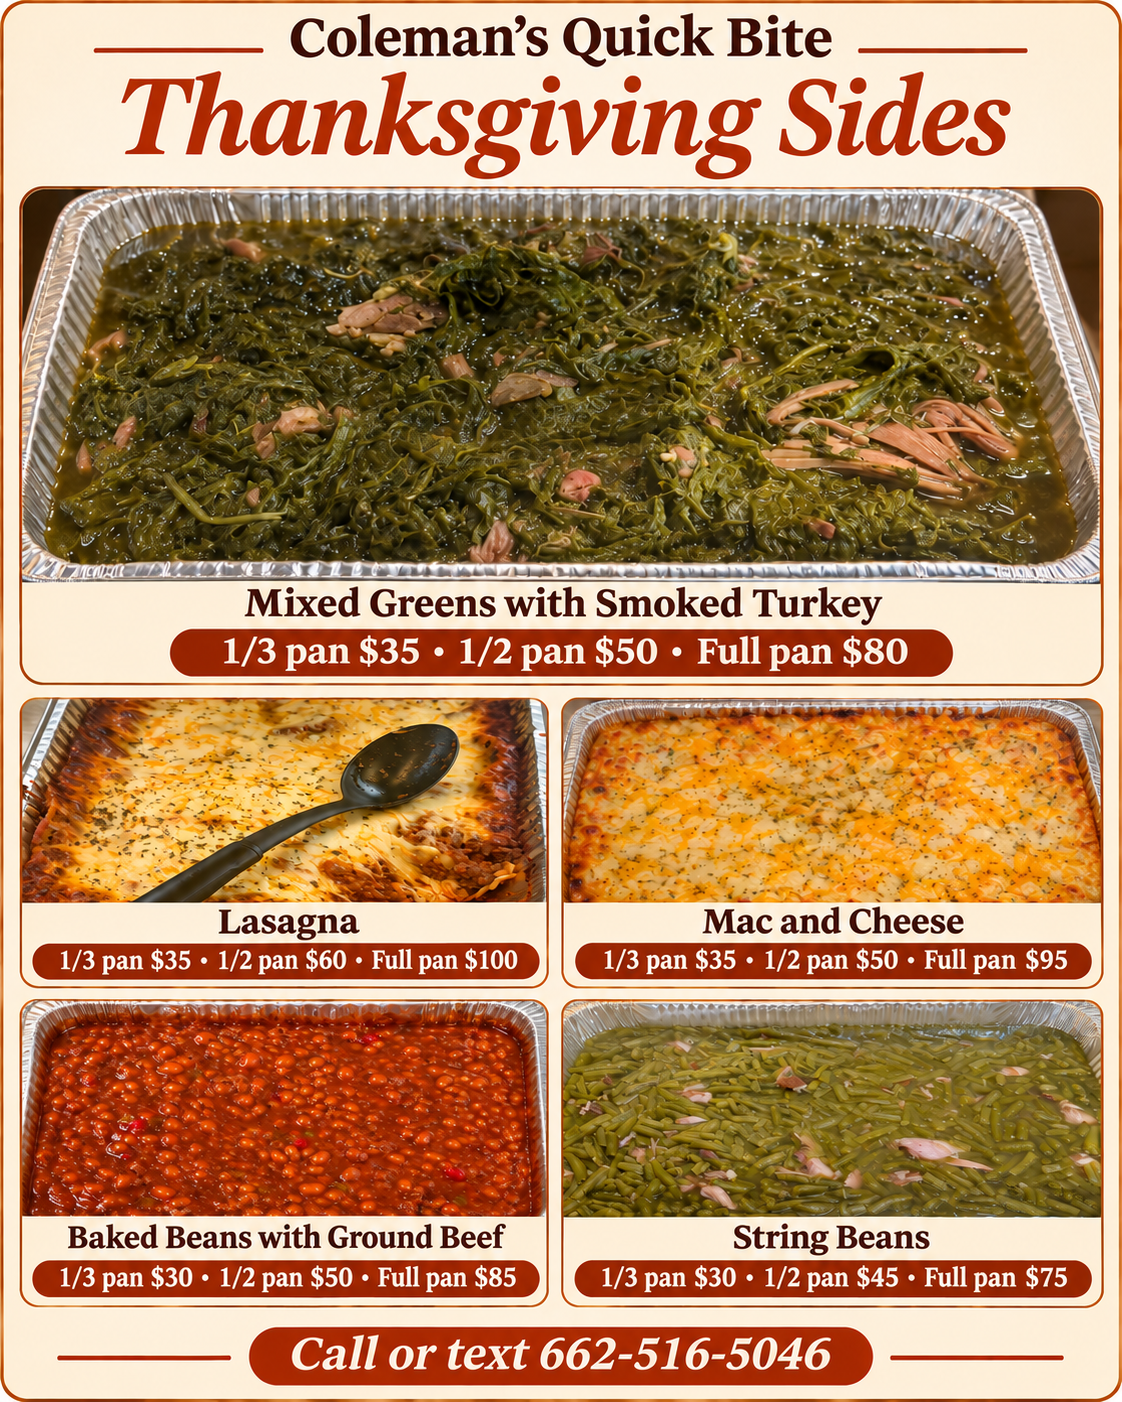 Coleman’s Quick Bite
Thanksgiving Sides
Mixed Greens with Smoked Turkey
1/3 pan $35 • 1/2 pan $50 • Full pan $80
Lasagna
1/3 pan $35 • 1/2 pan $60 • Full pan $100
Mac and Cheese
1/3 pan $35 • 1/2 pan $50 • Full pan $95
Baked Beans with Ground Beef
1/3 pan $30 • 1/2 pan $50 • Full pan $85
String Beans
1/3 pan $30 • 1/2 pan $45 • Full pan $75
Call or text 662-516-5046